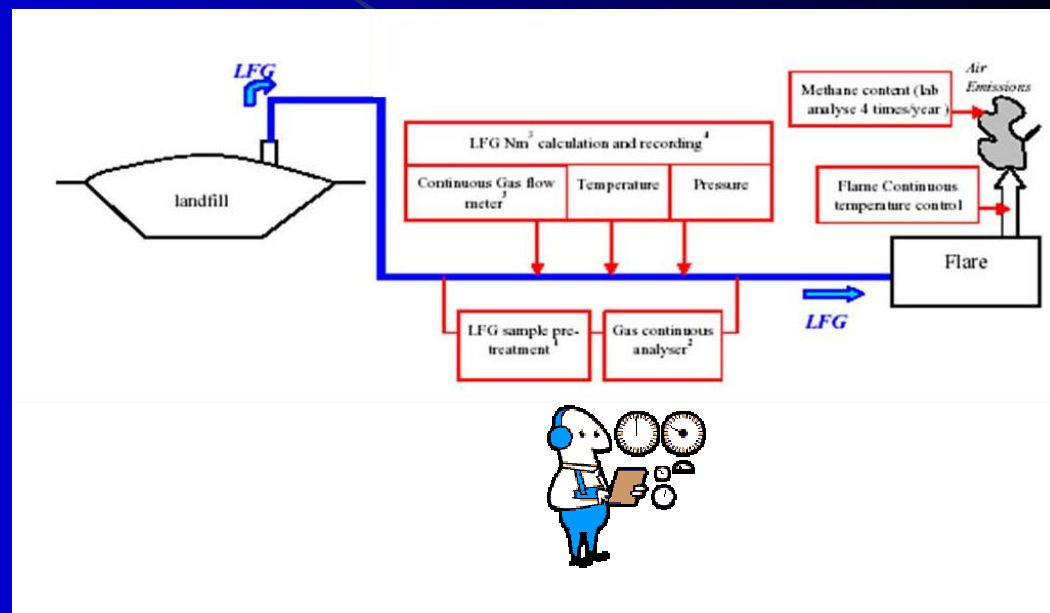 LFG
Air
Emissions
Methane content (lab
analyse 4 times/year )
LFG Nm³ calculation and recording⁴
Continuous Gas flow
meter³
Temperature
Pressure
Flame Continuous
temperature control
landfill
Flare
LFG
LFG sample pre-
treatment¹
Gas continuous
analyser²